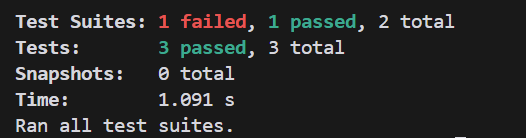 Test Suites: 1 failed, 1 passed, 2 total
Tests:       3 passed, 3 total
Snapshots:   0 total
Time:        1.091 s
Ran all test suites.